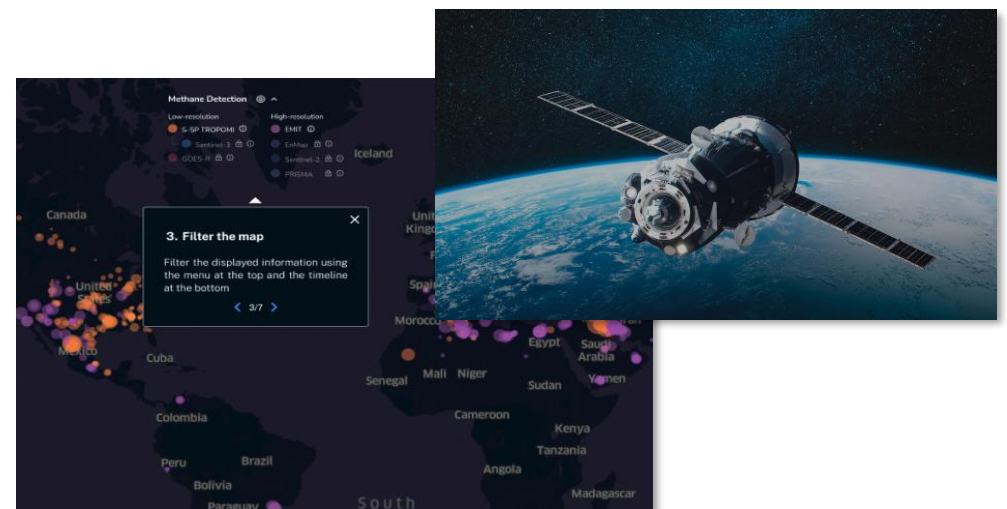 Methane Detection
Low-resolution
High-resolution
S-5P TROPOMI
EMIT
Sentinel-3
EnMap
GOES-R
Sentinel-2
PRISMA
Iceland
Canada
3. Filter the map
Filter the displayed information using
the menu at the top and the timeline
at the bottom
3/7
United
States
Mexico
Cuba
Morocco
Egypt
Saudi
Arabia
Yemen
Senegal
Mali
Niger
Sudan
Colombia
Cameroon
Kenya
Tanzania
Peru
Brazil
Angola
Bolivia
Madagascar
Paraguay
South